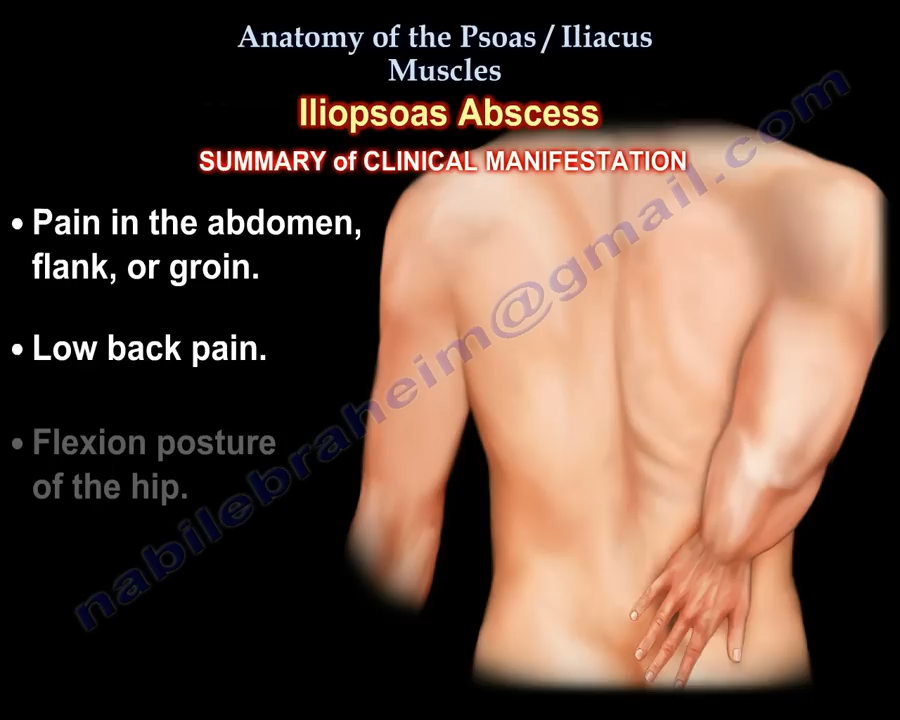 Anatomy of the Psoas / Iliacus
Muscles
Iliopsoas Abscess
SUMMARY of CLINICAL MANIFESTATION
• Pain in the abdomen,
flank, or groin.
• Low back pain.
• Flexion posture
of the hip.
nabilebraheim@gmail.com